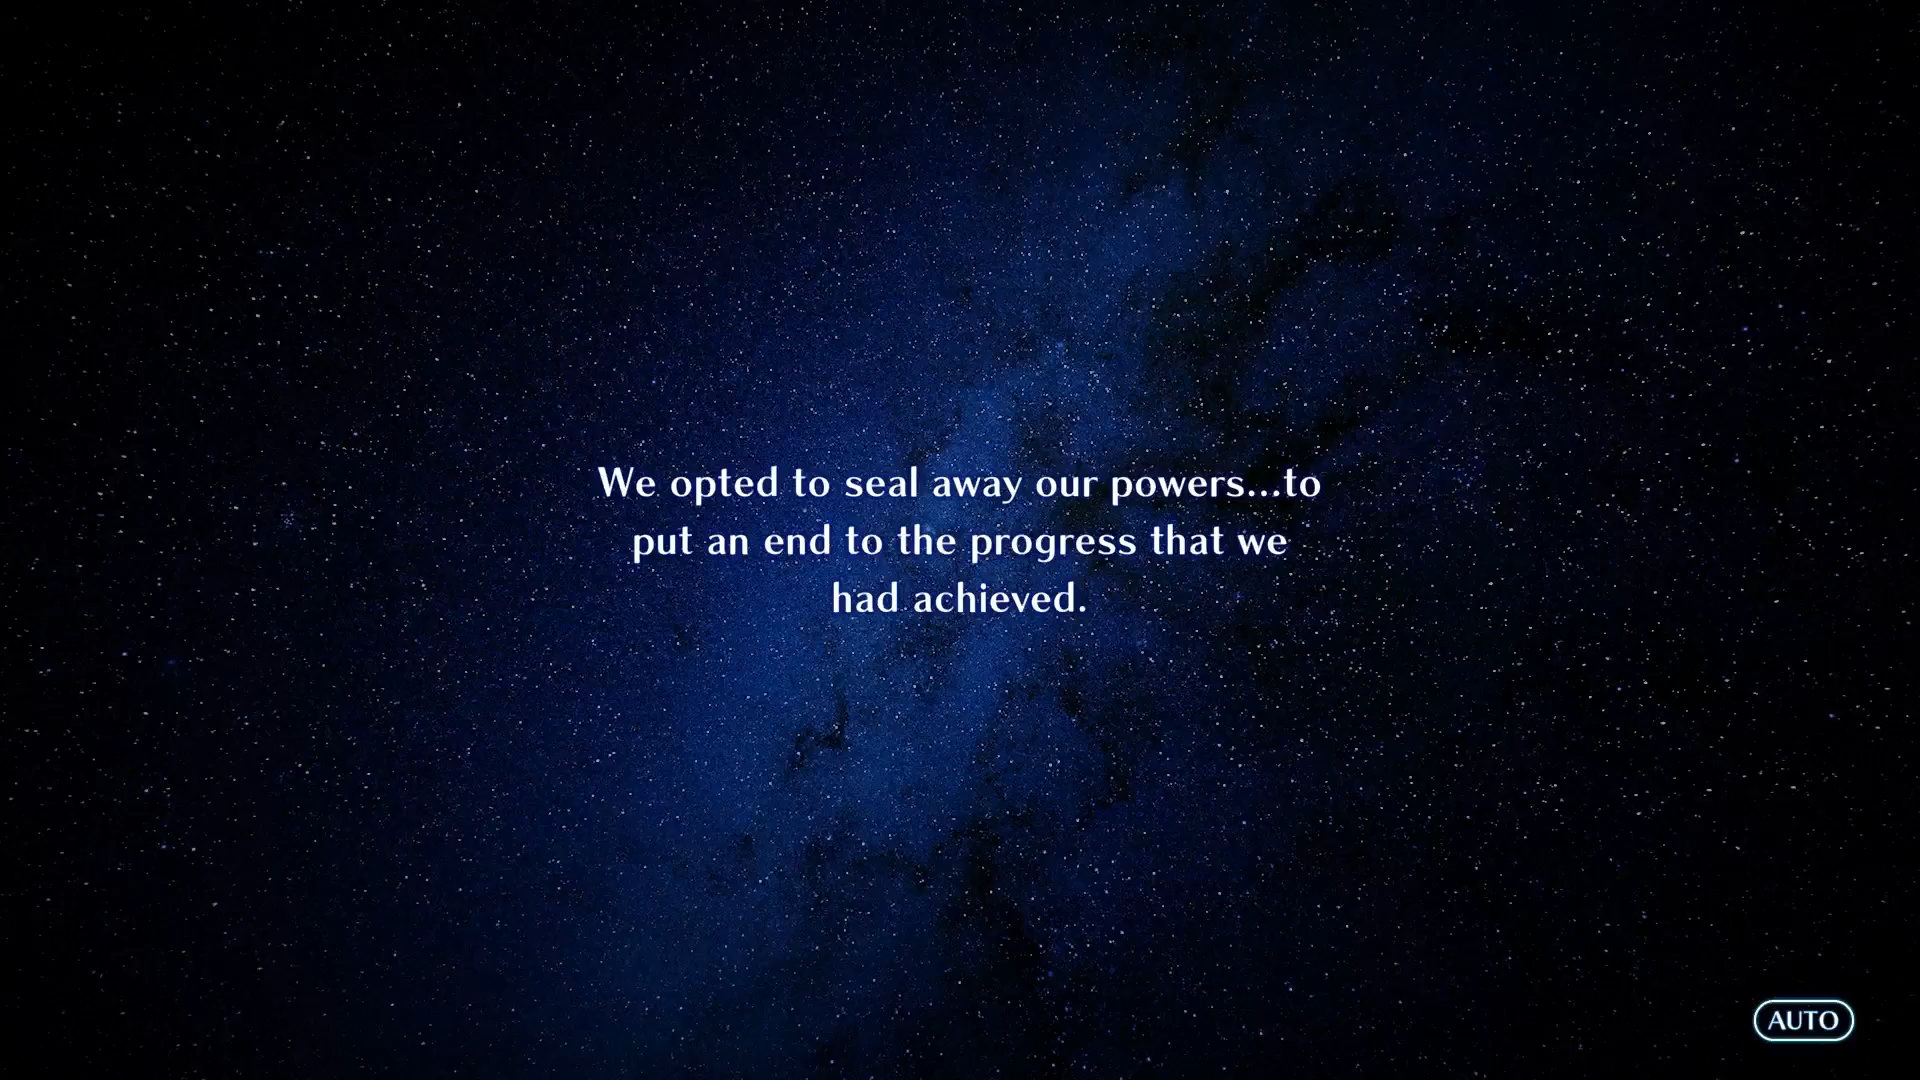 We opted to seal away our powers...to
put an end to the progress that we
had achieved.
AUTO